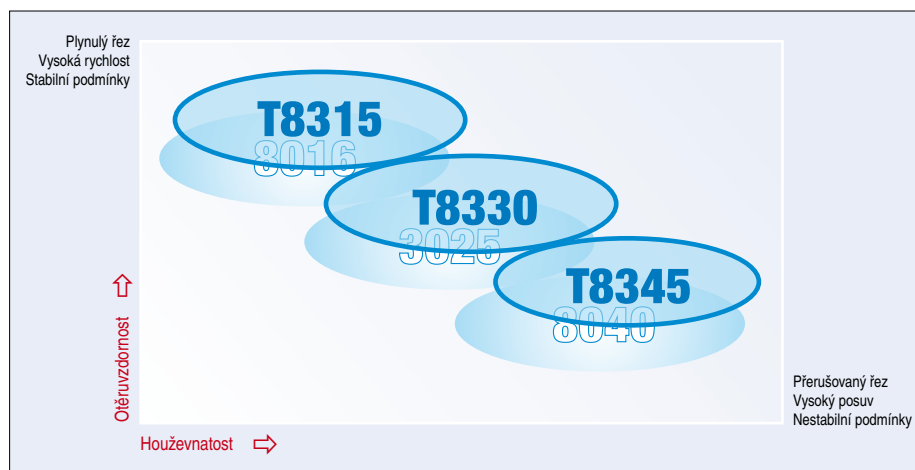 Plynulý řez
Vysoká rychlost
Stabilní podmínky
T8315
8016
T8330
3025
T8345
8040
Otěruvzdornost
Houževnatost
Přerušovaný řez
Vysoký posuv
Nestabilní podmínky